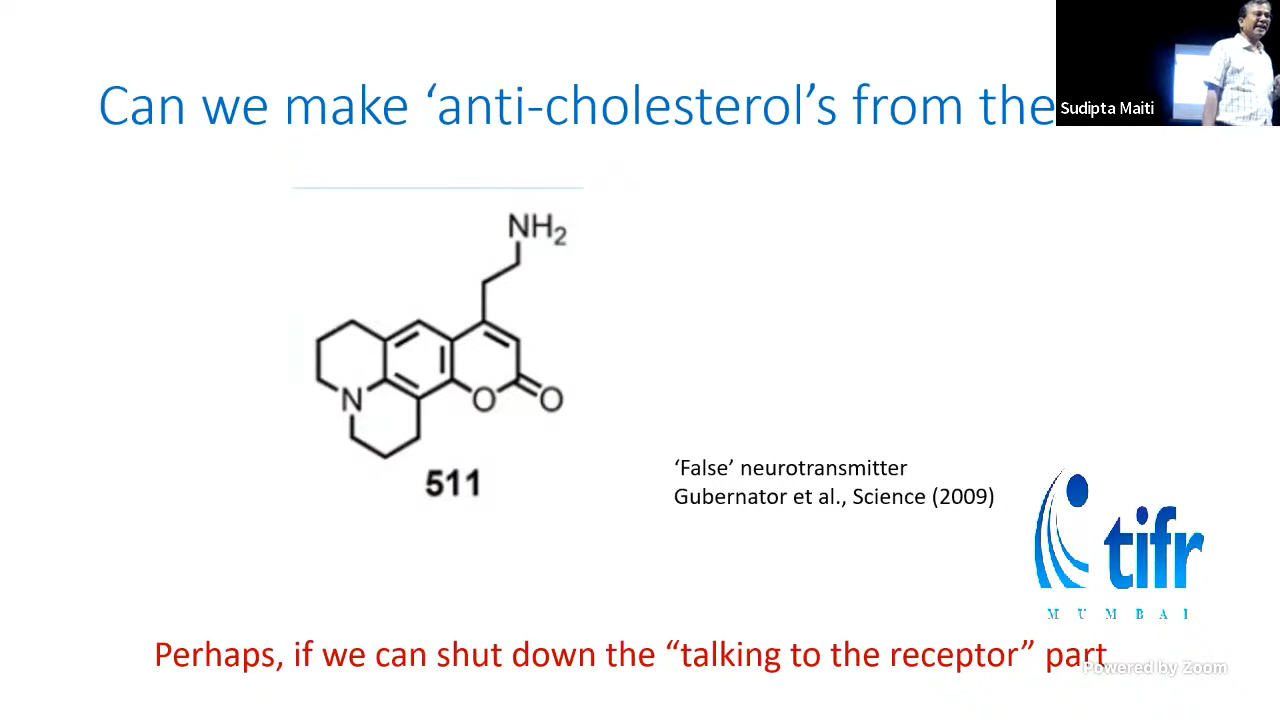 Can we make ‘anti-cholesterol’s from the
Sudipta Maiti
NH2
N
O
O
511
‘False’ neurotransmitter
Gubernator et al., Science (2009)
tifr
MUMBAI
Perhaps, if we can shut down the “talking to the receptor” part
Powered by Zoom